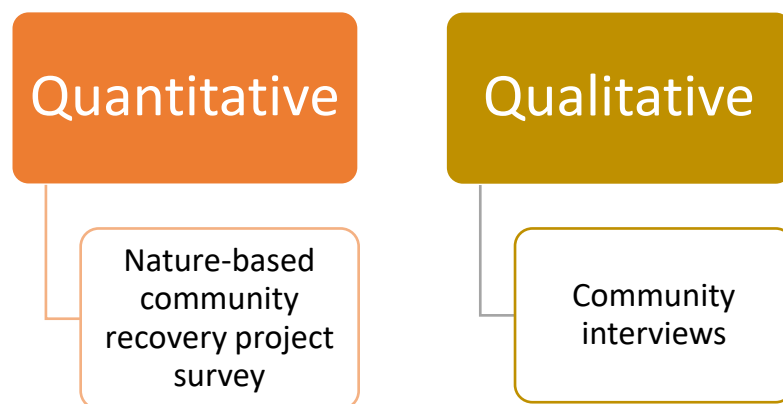 Quantitative
Nature-based
community
recovery project
survey
Qualitative
Community
interviews